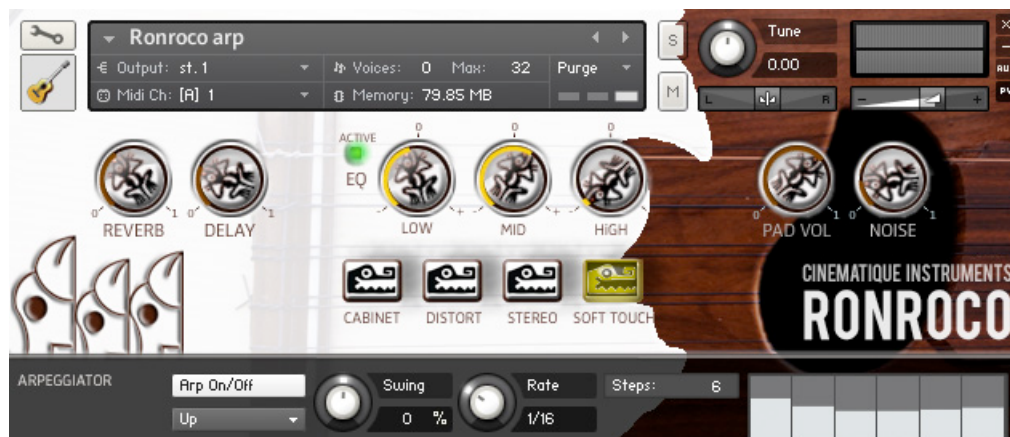 Ronroco arp
S
Tune
Output: st.1
Voices: 0 Max: 32
Purge
0.00
AU
Midi Ch: [A] 1
Memory: 79.85 MB
M
L
R
-
+
PV
ACTIVE
EQ
0
0
0
- +
- +
- +
0 1
0 1
0 1
0 1
REVERB
DELAY
LOW
MID
HIGH
PAD VOL
NOISE
CABINET
DISTORT
STEREO
SOFT TOUCH
CINEMATIQUE INSTRUMENTS
RONROCO
ARPEGGIATOR
Arp On/Off
Swing
Rate
Steps: 6
Up
0 %
1/16